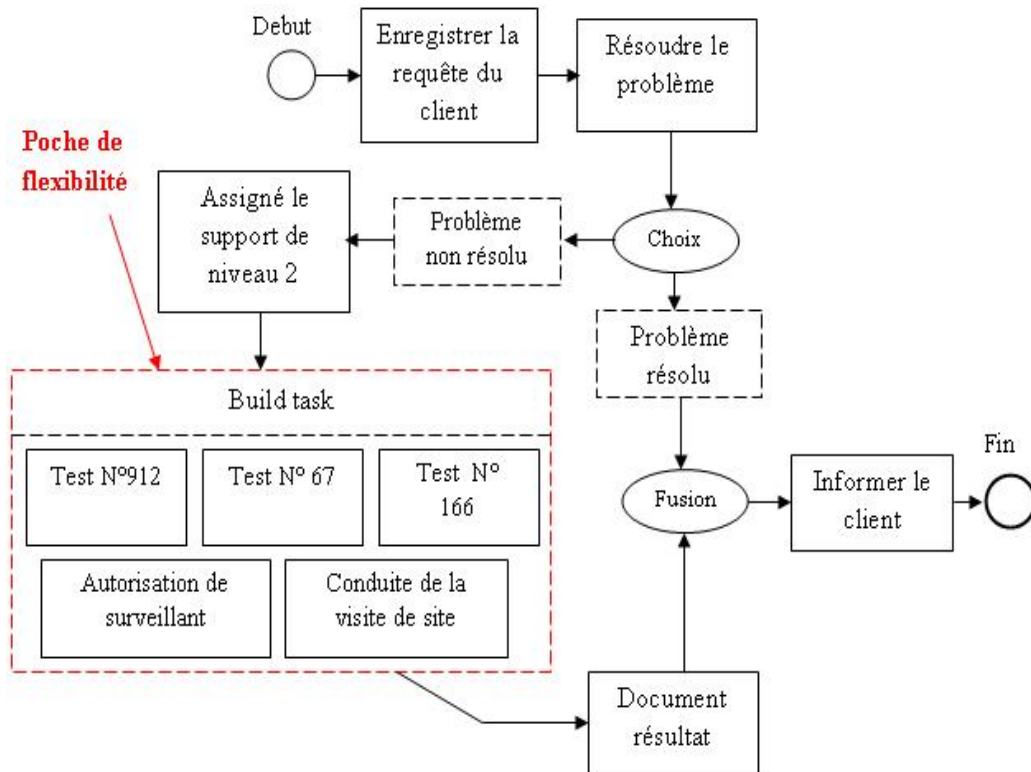 Debut
Enregistrer la
requête du
client
Résoudre le
problème
Poche de
flexibilité
Assigné le
support de
niveau 2
Problème
non résolu
Choix
Problème
résolu
Build task
Test N°912
Test N° 67
Test N°
166
Autorisation de
surveillant
Conduite de la
visite de site
Fusion
Informer le
client
Fin
Document
résultat